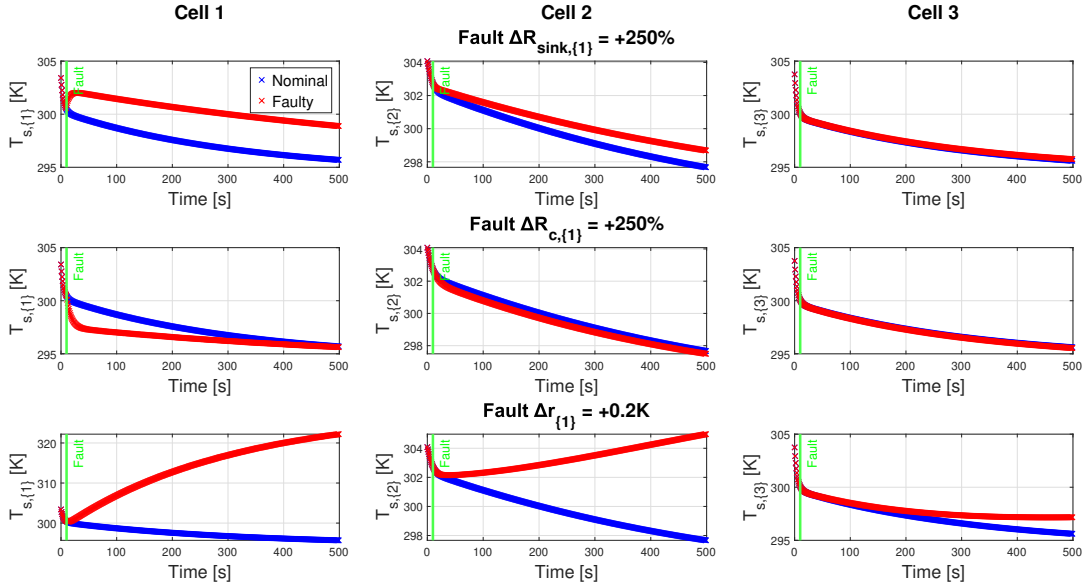 Cell 1
Cell 2
Cell 3
Fault ΔR_sink,{1} = +250%
T_s,{1} [K]
305
300
295
Fault
Nominal
Faulty
0 100 200 300 400 500
Time [s]
T_s,{2} [K]
304
302
300
298
Fault
0 100 200 300 400 500
Time [s]
T_s,{3} [K]
305
300
295
Fault
0 100 200 300 400 500
Time [s]
Fault ΔR_c,{1} = +250%
T_s,{1} [K]
305
300
295
Fault
0 100 200 300 400 500
Time [s]
T_s,{2} [K]
304
302
300
298
Fault
0 100 200 300 400 500
Time [s]
T_s,{3} [K]
305
300
295
Fault
0 100 200 300 400 500
Time [s]
Fault Δr_{1} = +0.2K
T_s,{1} [K]
320
310
300
Fault
0 100 200 300 400 500
Time [s]
T_s,{2} [K]
304
302
300
298
Fault
0 100 200 300 400 500
Time [s]
T_s,{3} [K]
305
300
295
Fault
0 100 200 300 400 500
Time [s]